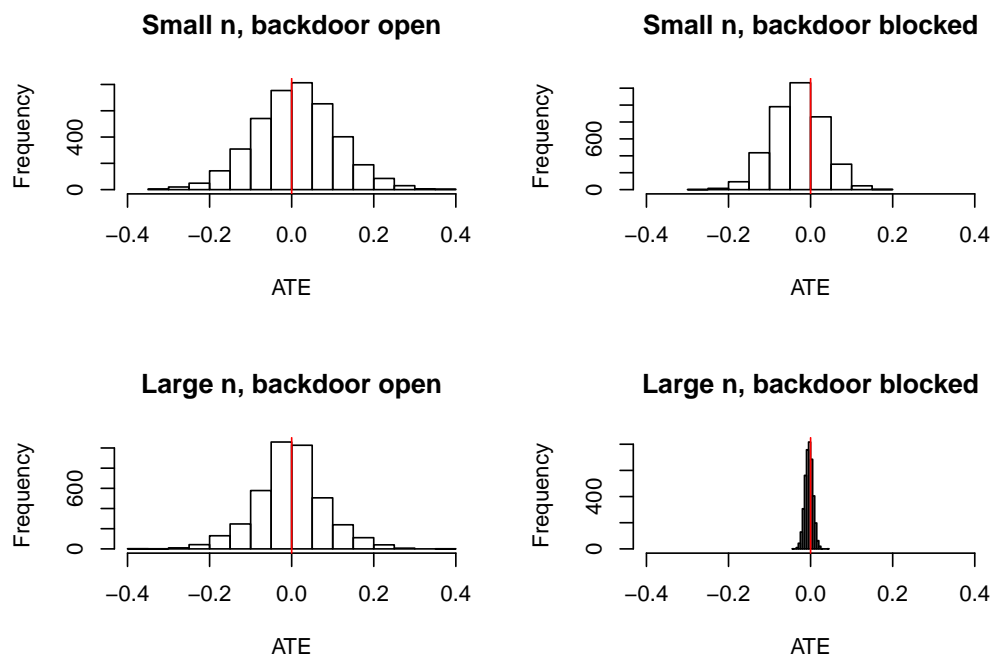 Small n, backdoor open
Frequency
400
0
−0.4 −0.2 0.0 0.2 0.4
ATE
Small n, backdoor blocked
Frequency
600
0
−0.4 −0.2 0.0 0.2 0.4
ATE
Large n, backdoor open
Frequency
600
0
−0.4 −0.2 0.0 0.2 0.4
ATE
Large n, backdoor blocked
Frequency
400
0
−0.4 −0.2 0.0 0.2 0.4
ATE